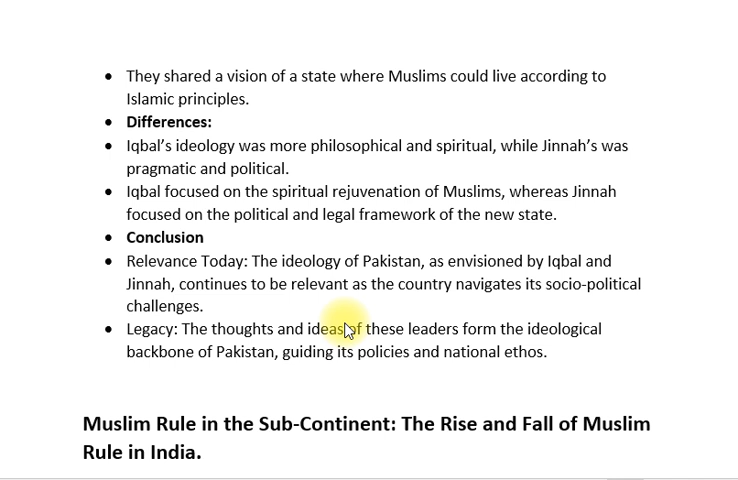 • They shared a vision of a state where Muslims could live according to
Islamic principles.
• Differences:
• Iqbal’s ideology was more philosophical and spiritual, while Jinnah’s was
pragmatic and political.
• Iqbal focused on the spiritual rejuvenation of Muslims, whereas Jinnah
focused on the political and legal framework of the new state.
• Conclusion
• Relevance Today: The ideology of Pakistan, as envisioned by Iqbal and
Jinnah, continues to be relevant as the country navigates its socio-political
challenges.
• Legacy: The thoughts and ideas of these leaders form the ideological
backbone of Pakistan, guiding its policies and national ethos.
Muslim Rule in the Sub-Continent: The Rise and Fall of Muslim
Rule in India.